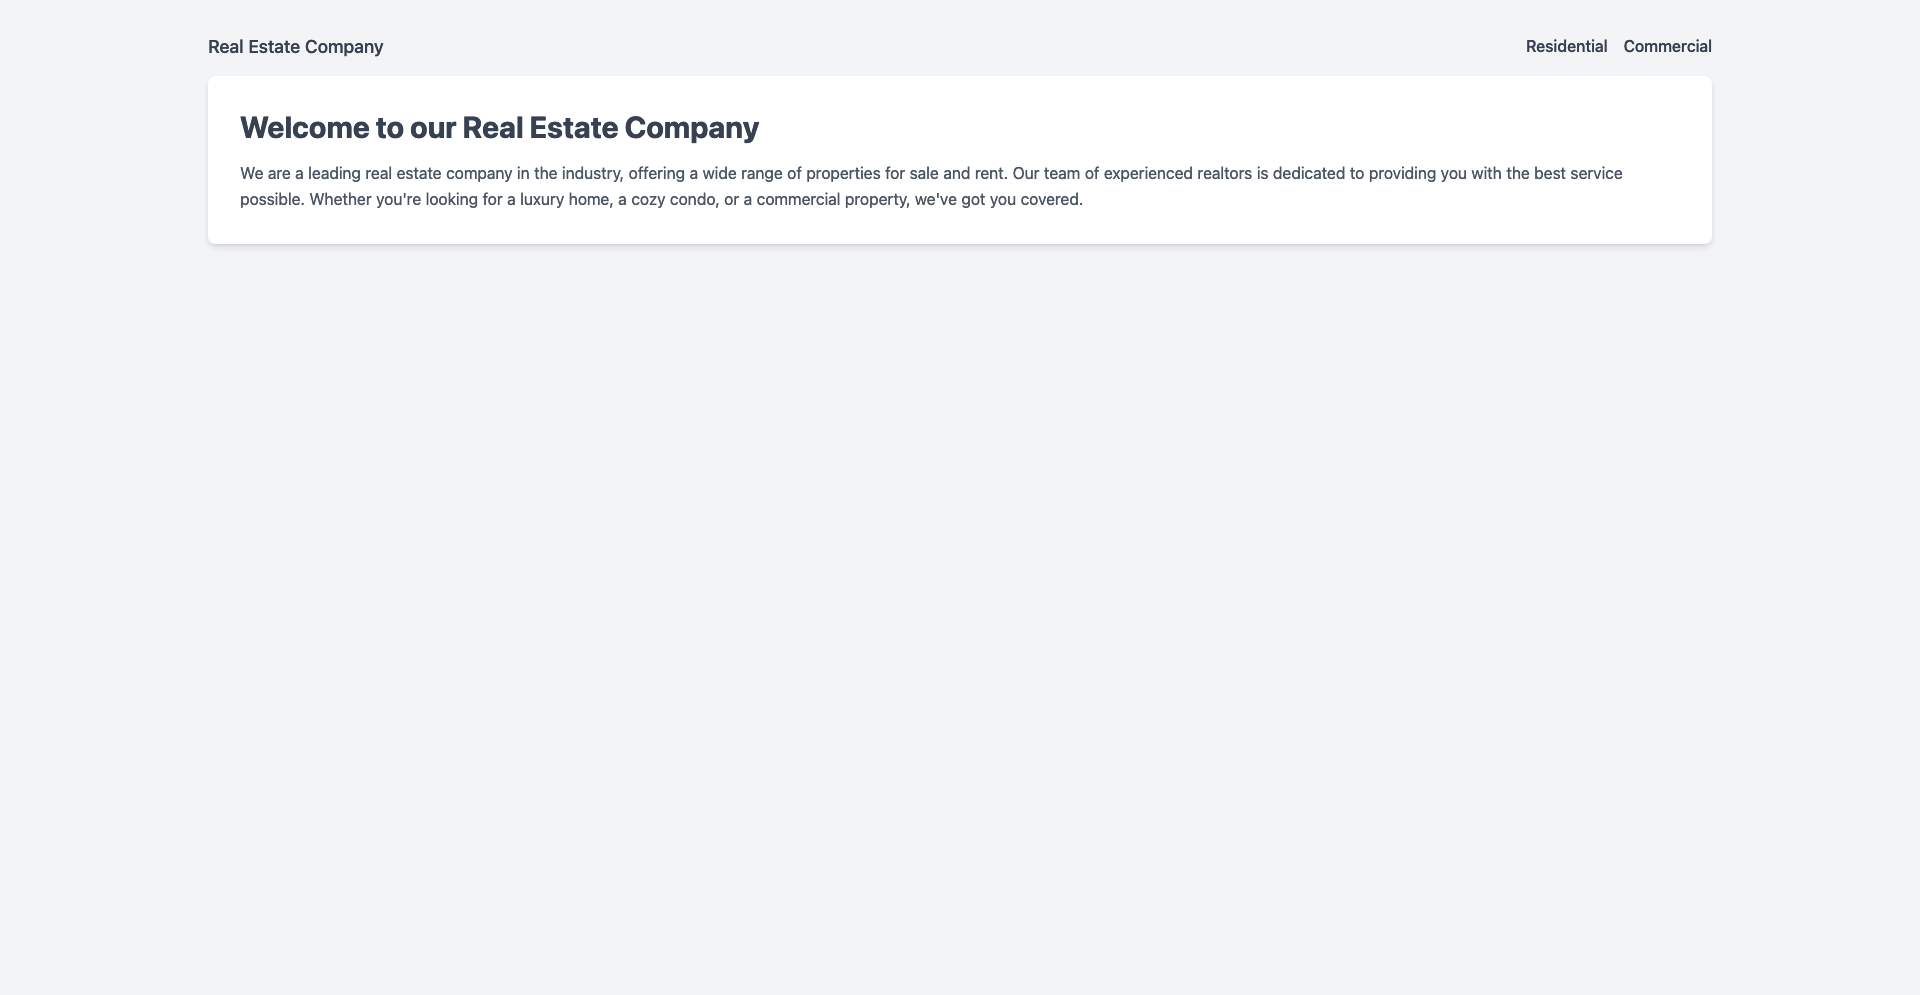 Real Estate Company
Residential Commercial
Welcome to our Real Estate Company
We are a leading real estate company in the industry, offering a wide range of properties for sale and rent. Our team of experienced realtors is dedicated to providing you with the best service
possible. Whether you're looking for a luxury home, a cozy condo, or a commercial property, we've got you covered.